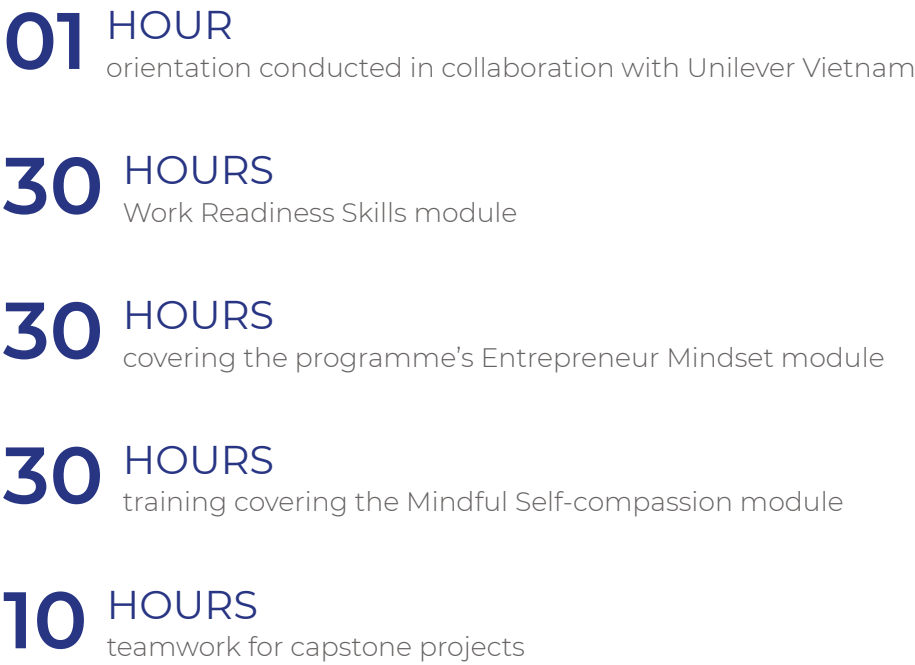 01 HOUR
orientation conducted in collaboration with Unilever Vietnam
30 HOURS
Work Readiness Skills module
30 HOURS
covering the programme’s Entrepreneur Mindset module
30 HOURS
training covering the Mindful Self-compassion module
10 HOURS
teamwork for capstone projects